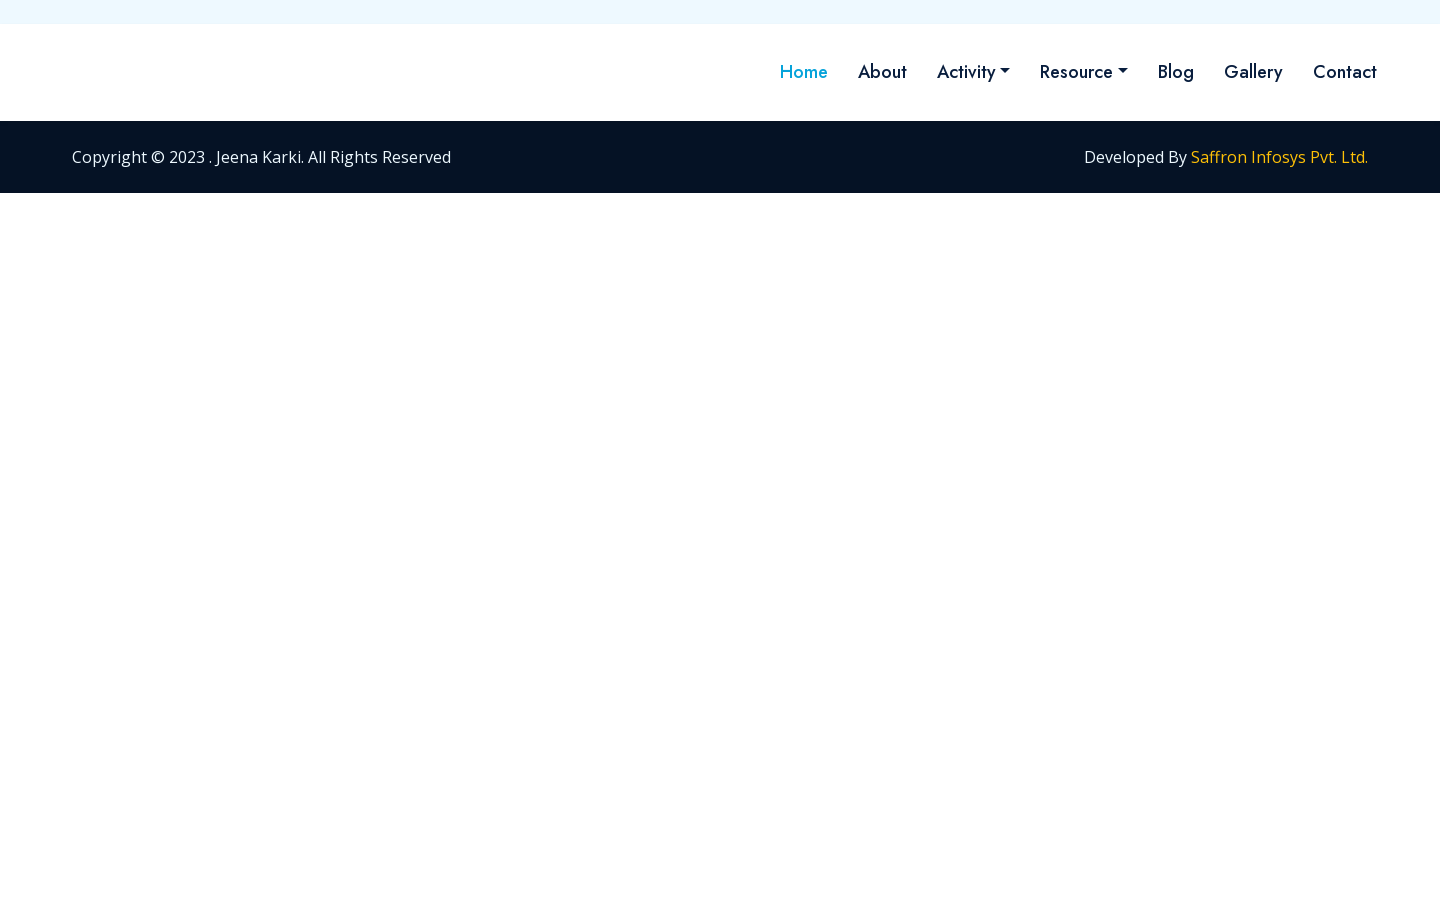 Home About Activity Resource Blog Gallery Contact
Copyright © 2023 . Jeena Karki. All Rights Reserved
Developed By Saffron Infosys Pvt. Ltd.